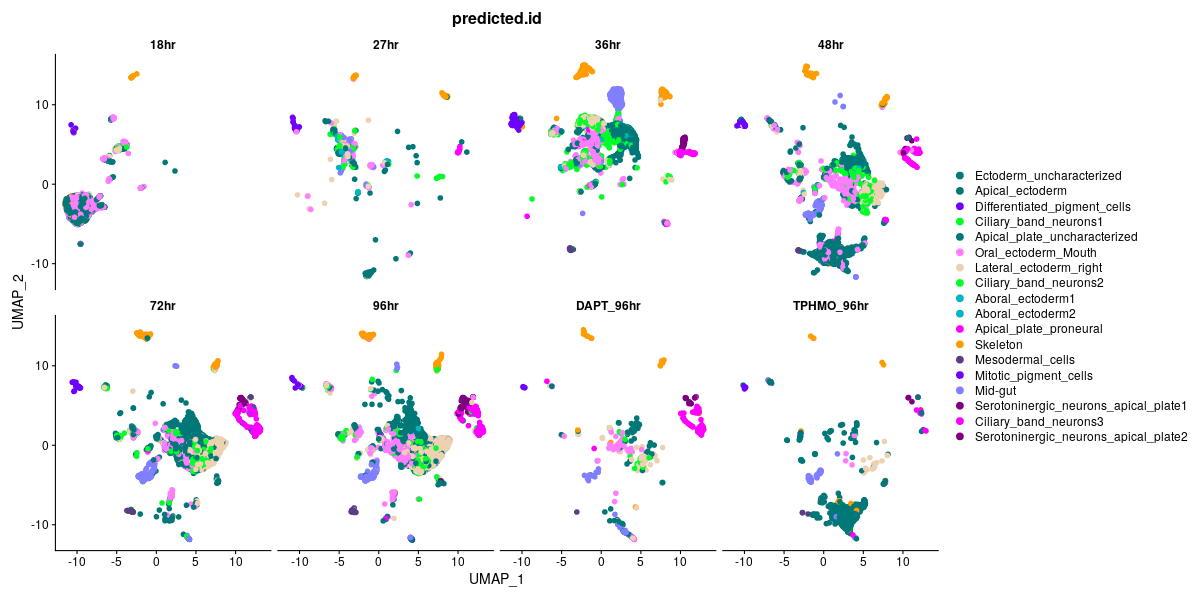 predicted.id
18hr
27hr
36hr
48hr
10
0
-10
72hr
96hr
DAPT_96hr
TPHMO_96hr
10
0
-10
-10 -5 0 5 10
-10 -5 0 5 10
-10 -5 0 5 10
-10 -5 0 5 10
UMAP_2
UMAP_1
Ectoderm_uncharacterized
Apical_ectoderm
Differentiated_pigment_cells
Ciliary_band_neurons1
Apical_plate_uncharacterized
Oral_ectoderm_Mouth
Lateral_ectoderm_right
Ciliary_band_neurons2
Aboral_ectoderm1
Aboral_ectoderm2
Apical_plate_proneural
Skeleton
Mesodermal_cells
Mitotic_pigment_cells
Mid-gut
Serotoninergic_neurons_apical_plate1
Ciliary_band_neurons3
Serotoninergic_neurons_apical_plate2